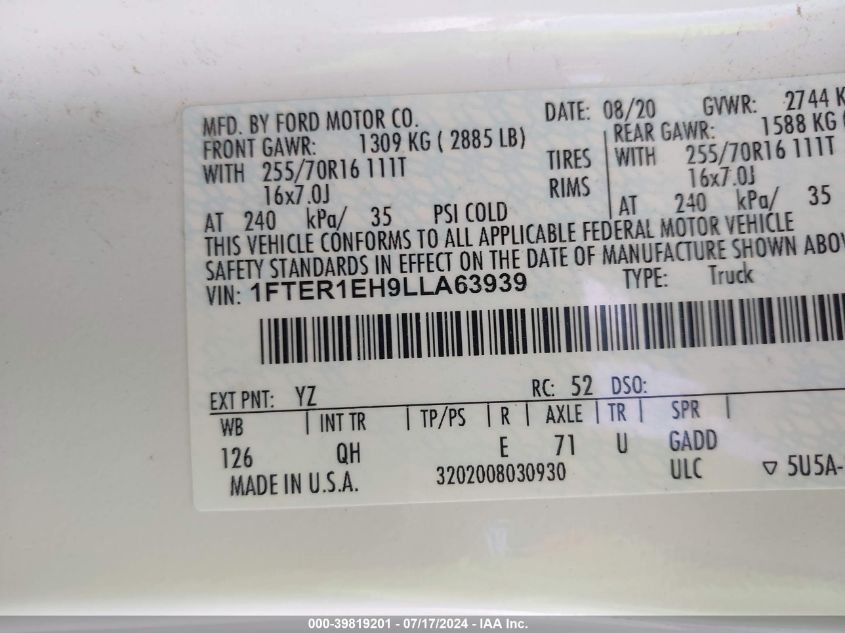 MFD. BY FORD MOTOR CO. DATE: 08/20 GVWR: 2744 K
FRONT GAWR: 1309 KG ( 2885 LB) REAR GAWR: 1588 KG (
WITH 255/70R16 111T TIRES WITH 255/70R16 111T
16x7.0J RIMS 16x7.0J
AT 240 kPa/ 35 PSI COLD AT 240 kPa/ 35
THIS VEHICLE CONFORMS TO ALL APPLICABLE FEDERAL MOTOR VEHICLE
SAFETY STANDARDS IN EFFECT ON THE DATE OF MANUFACTURE SHOWN ABOV
VIN: 1FTER1EH9LLA63939 TYPE: Truck
EXT PNT: YZ RC: 52 DSO:
WB | INT TR | TP/PS | R | AXLE | TR | SPR |
126 QH E 71 U GADD
MADE IN U.S.A. 3202008030930 ULC ▽ 5U5A-
000-39819201 - 07/17/2024 - IAA Inc.